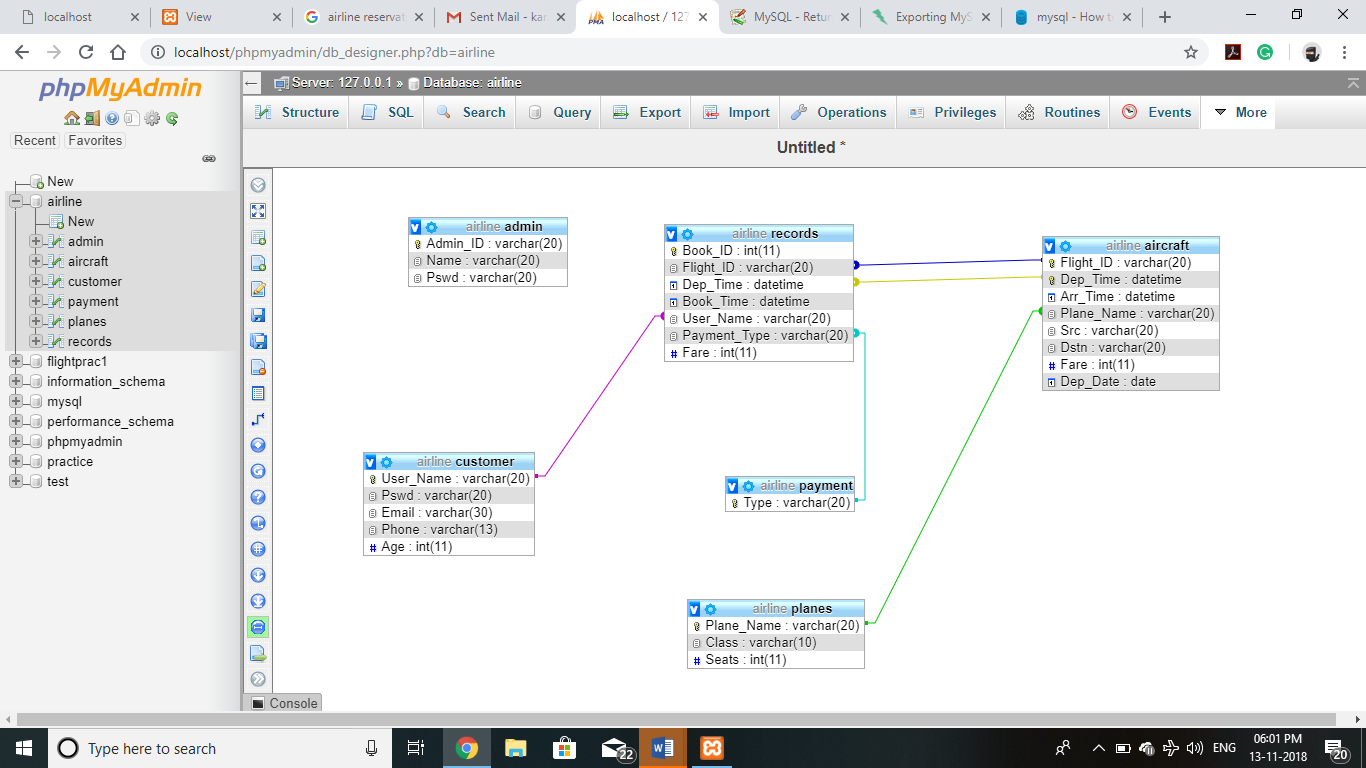 localhost
View
airline reservat
Sent Mail - kar
localhost / 127
MySQL - Retur
Exporting MyS
mysql - How t
localhost/phpmyadmin/db_designer.php?db=airline
phpMyAdmin
Recent
Favorites
New
airline
New
admin
aircraft
customer
payment
planes
records
flightprac1
information_schema
mysql
performance_schema
phpmyadmin
practice
test
Server: 127.0.0.1 » Database: airline
Structure SQL Search Query Export Import Operations Privileges Routines Events More
Untitled *
airline admin
Admin_ID : varchar(20)
Name : varchar(20)
Pswd : varchar(20)
airline records
Book_ID : int(11)
Flight_ID : varchar(20)
Dep_Time : datetime
Book_Time : datetime
User_Name : varchar(20)
Payment_Type : varchar(20)
# Fare : int(11)
airline aircraft
Flight_ID : varchar(20)
Dep_Time : datetime
Arr_Time : datetime
Plane_Name : varchar(20)
Src : varchar(20)
Dstn : varchar(20)
# Fare : int(11)
Dep_Date : date
airline customer
User_Name : varchar(20)
Pswd : varchar(20)
Email : varchar(30)
Phone : varchar(13)
# Age : int(11)
airline payment
Type : varchar(20)
airline planes
Plane_Name : varchar(20)
Class : varchar(10)
# Seats : int(11)
Console
Type here to search
22
ENG
06:01 PM
13-11-2018
20